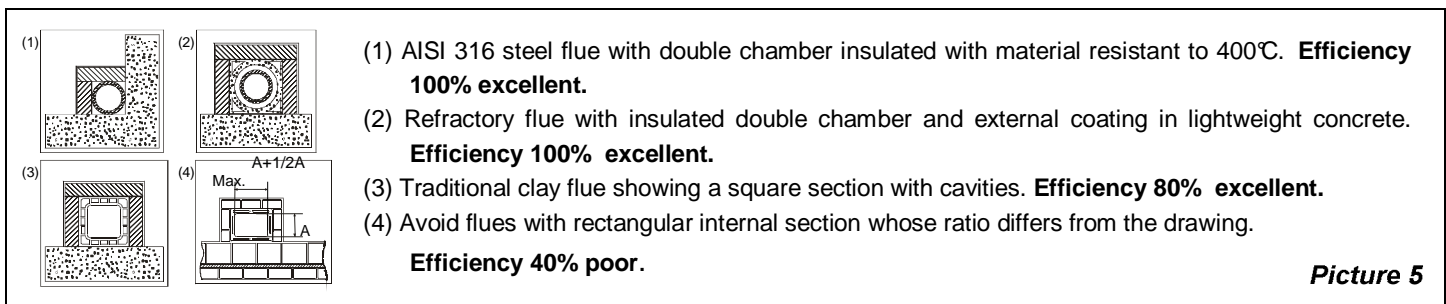 (1)
(2)
(3)
(4)
A+1/2A
Max.
A
(1) AISI 316 steel flue with double chamber insulated with material resistant to 400℃. Efficiency
100% excellent.
(2) Refractory flue with insulated double chamber and external coating in lightweight concrete.
Efficiency 100% excellent.
(3) Traditional clay flue showing a square section with cavities. Efficiency 80% excellent.
(4) Avoid flues with rectangular internal section whose ratio differs from the drawing.
Efficiency 40% poor.
Picture 5